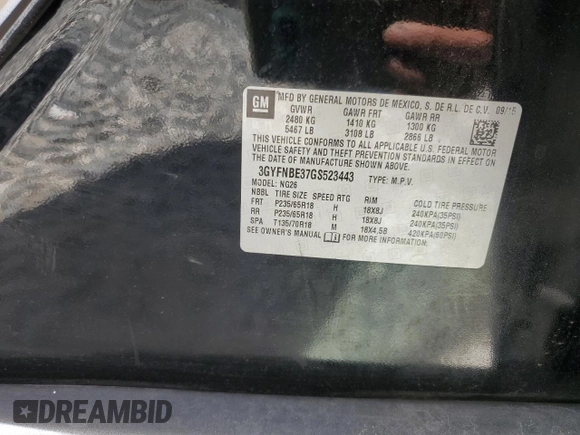 GM
MFD BY GENERAL MOTORS DE MEXICO, S. DE R.L. DE C.V. 09/15
GVWR GAWR FRT GAWR RR
2480 KG 1410 KG 1300 KG
5467 LB 3108 LB 2866 LB
THIS VEHICLE CONFORMS TO ALL APPLICABLE U.S. FEDERAL MOTOR
VEHICLE SAFETY AND THEFT PREVENTION STANDARDS IN EFFECT ON
THE DATE OF MANUFACTURE SHOWN ABOVE.
3GYFNBE37GS523443 TYPE: M.P.V.
MODEL: NG26
NBBL TIRE SIZE SPEED RTG RIM COLD TIRE PRESSURE
FRT P235/65R18 H 18X8J 240KPA(35PSI)
RR P235/65R18 H 18X8J 240KPA(35PSI)
SPA T135/70R18 M 18X4.5B 420KPA(60PSI)
SEE OWNER'S MANUAL FOR MORE INFORMATION.
DREAMBID